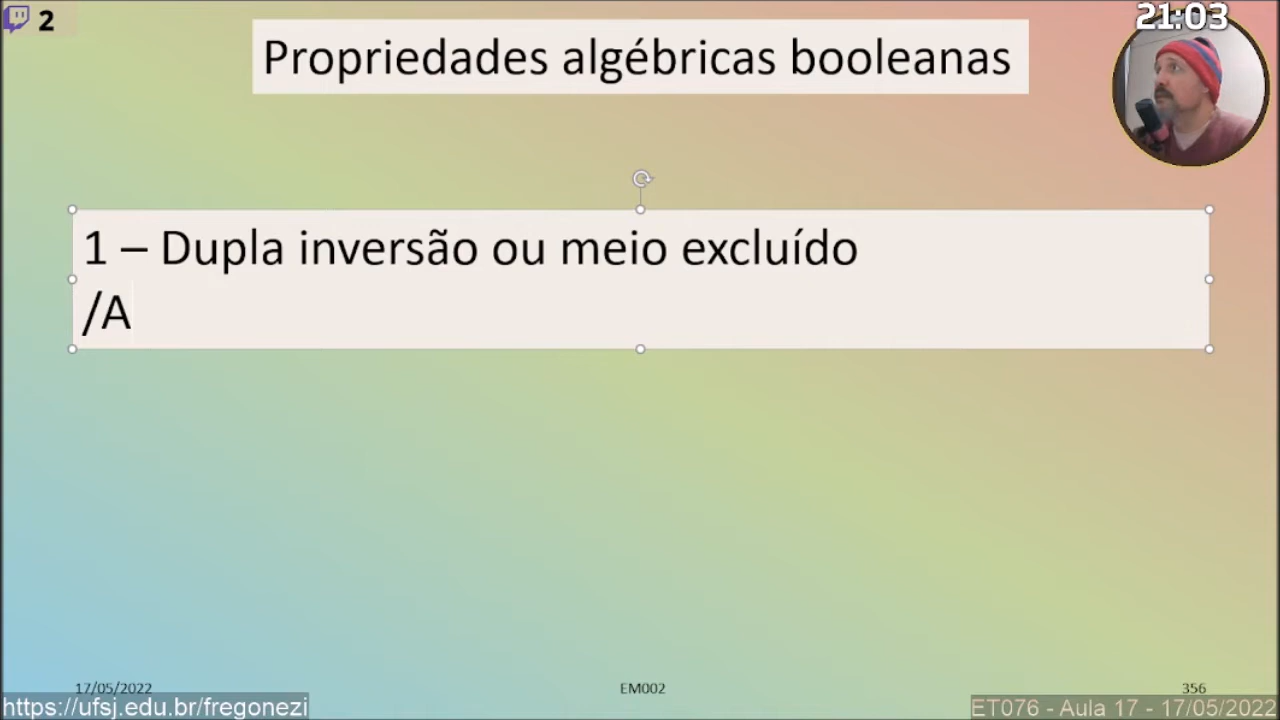 2
21:03
Propriedades algébricas booleanas
1 – Dupla inversão ou meio excluído
/A
17/05/2022
EM002
356
https://ufsj.edu.br/fregonezi
ET076 - Aula 17 - 17/05/2022